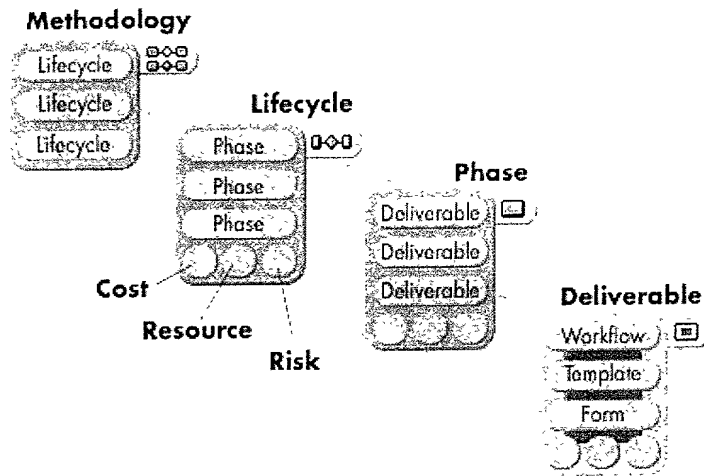 Methodology
Lifecycle
Lifecycle
Lifecycle
Lifecycle
Phase
Phase
Phase
Cost
Resource
Risk
Phase
Deliverable
Deliverable
Deliverable
Deliverable
Workflow
Template
Form